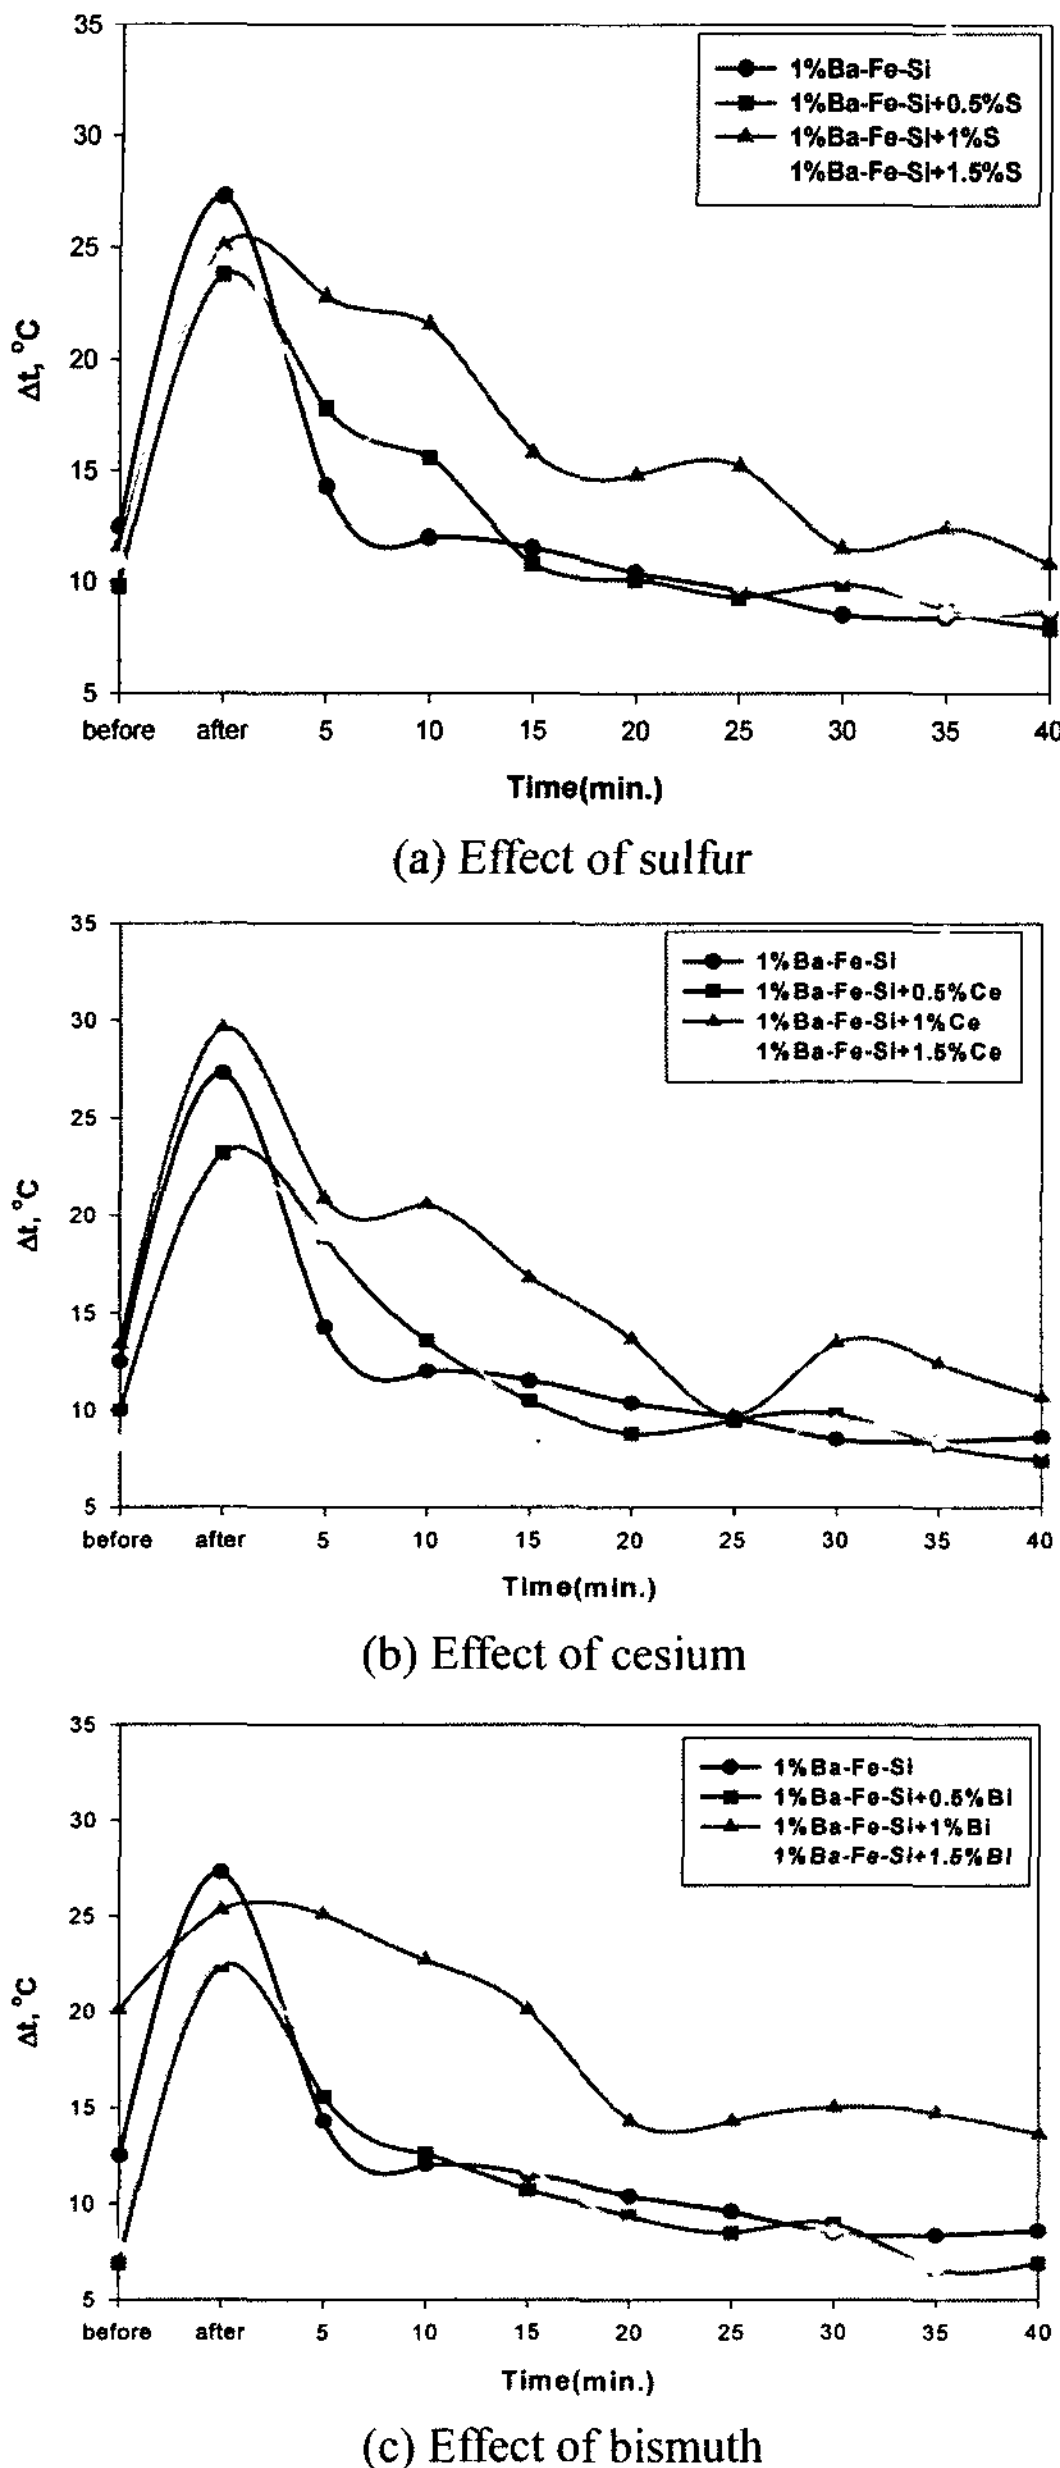 35
30
25
20
15
10
5
Δt, °C
1%Ba-Fe-Si
1%Ba-Fe-Si+0.5%S
1%Ba-Fe-Si+1%S
1%Ba-Fe-Si+1.5%S
before after 5 10 15 20 25 30 35 40
Time(min.)
(a) Effect of sulfur
35
30
25
20
15
10
5
Δt, °C
1%Ba-Fe-Si
1%Ba-Fe-Si+0.5%Ce
1%Ba-Fe-Si+1%Ce
1%Ba-Fe-Si+1.5%Ce
before after 5 10 15 20 25 30 35 40
Time(min.)
(b) Effect of cesium
35
30
25
20
15
10
5
Δt, °C
1%Ba-Fe-Si
1%Ba-Fe-Si+0.5%Bi
1%Ba-Fe-Si+1%Bi
1%Ba-Fe-Si+1.5%Bi
before after 5 10 15 20 25 30 35 40
Time(min.)
(c) Effect of bismuth